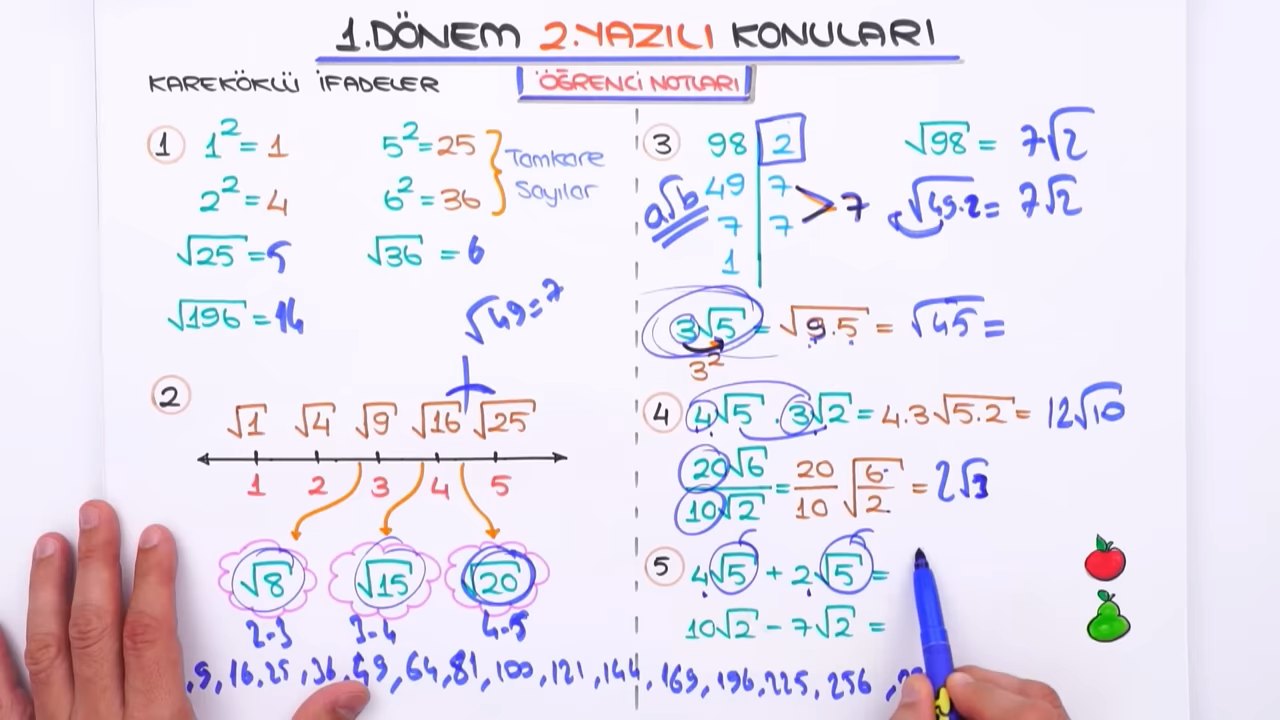 1.DÖNEM 2.YAZILI KONULARI
KAREKÖKLÜ İFADELER
ÖĞRENCİ NOTLARI
1
1² = 1
5² = 25
2² = 4
6² = 36
Tamkare
Sayılar
√25 = 5
√36 = 6
√196 = 14
√49 = 7
2
√1 √4 √9 √16 √25
1 2 3 4 5
√8 √15 √20
2-3 3-4 4-5
,9,16,25,36,49,64,81,100,121,144,169,196,225,256,
3
98 2
49 7
7 7
1
>7
a√b
√98 = 7√2
√49.2 = 7√2
3√5 = √9.5 = √45 =
3²
4
4√5 . 3√2 = 4.3√5.2 = 12√10
20√6/10√2 = 20/10 √6/2 = 2√3
5
4√5 + 2√5 =
10√2 - 7√2 =